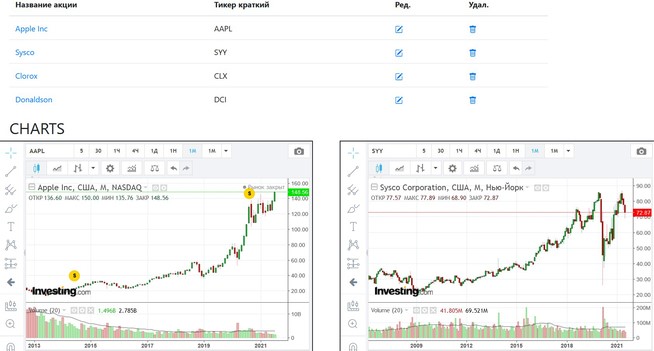 Название акции Тикер краткий Ред. Удал.
Apple Inc AAPL
Sysco SYY
Clorox CLX
Donaldson DCI
CHARTS
AAPL 5 30 1Ч 4Ч 1Д 1Н 1м
Apple Inc, США, М, NASDAQ
Рынок закрыт
ОТКР 136.60 МАКС 150.00 МИН 135.76 ЗАКР 148.56
160.00
148.56
140.00
120.00
100.00
80.00
60.00
40.00
20.00
Investing.com
Volume (20) 1.496B 2.785B
10B
0
2013 2015 2017 2019 2021
SYY 5 30 1Ч 4Ч 1Д 1Н 1м
Sysco Corporation, США, М, Нью-Йорк
ОТКР 77.57 МАКС 77.89 МИН 68.90 ЗАКР 72.87
90.00
80.00
72.87
60.00
50.00
40.00
30.00
20.00
Investing.com
Volume (20) 41.805M 69.521M
200M
100M
0
2009 2012 2015 2018 2021